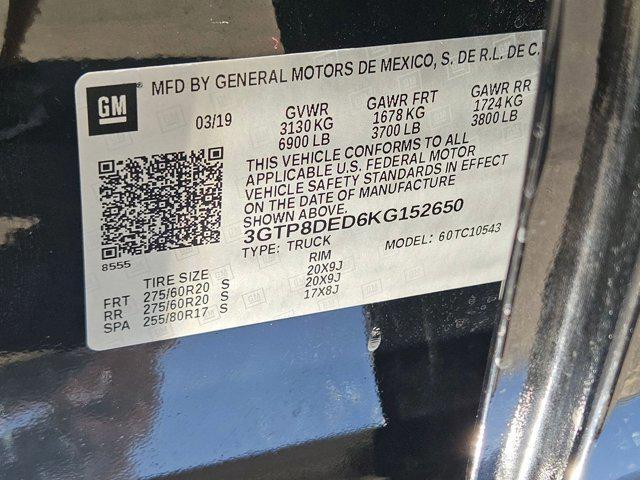 MFD BY GENERAL MOTORS DE MEXICO, S. DE R.L. DE C.
GM
03/19 GVWR GAWR FRT GAWR RR
3130 KG 1678 KG 1724 KG
6900 LB 3700 LB 3800 LB
THIS VEHICLE CONFORMS TO ALL
APPLICABLE U.S. FEDERAL MOTOR
VEHICLE SAFETY STANDARDS IN EFFECT
ON THE DATE OF MANUFACTURE
SHOWN ABOVE.
3GTP8DED6KG152650
TYPE: TRUCK MODEL: 60TC10543
8555
TIRE SIZE RIM
FRT 275/60R20 S 20X9J
RR 275/60R20 S 20X9J
SPA 255/80R17 S 17X8J